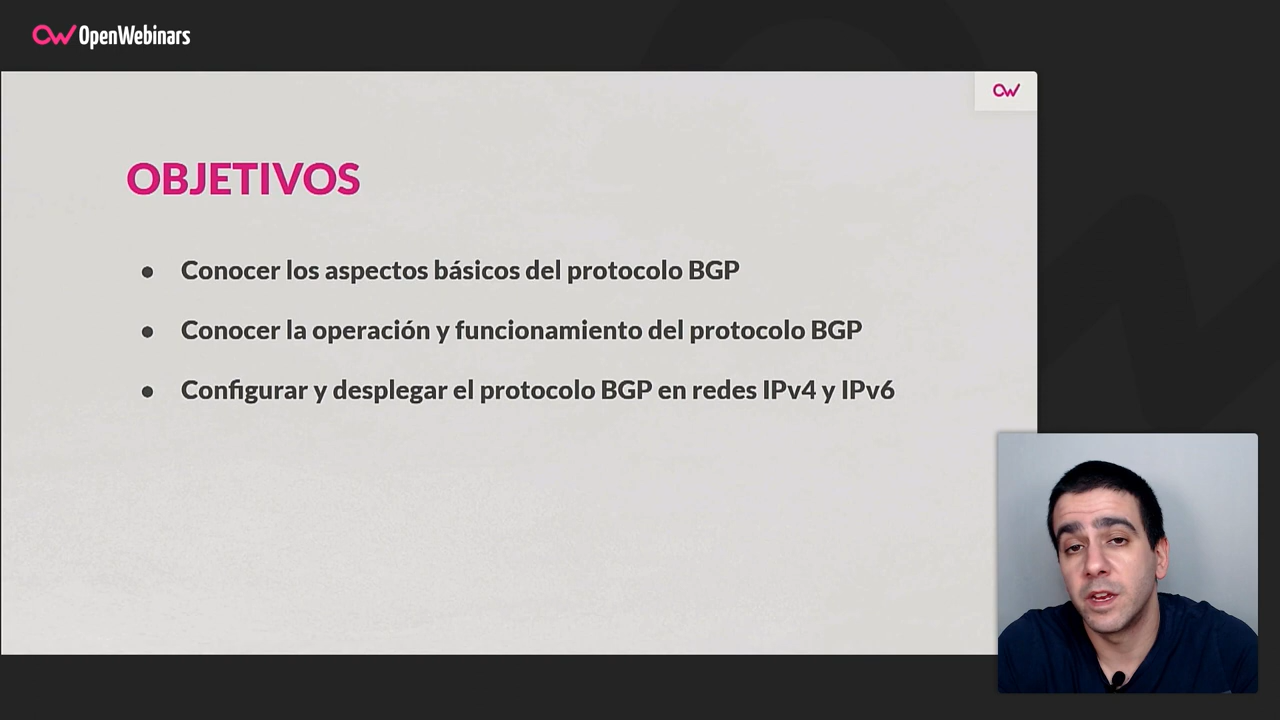 OpenWebinars
OBJETIVOS
● Conocer los aspectos básicos del protocolo BGP
● Conocer la operación y funcionamiento del protocolo BGP
● Configurar y desplegar el protocolo BGP en redes IPv4 y IPv6